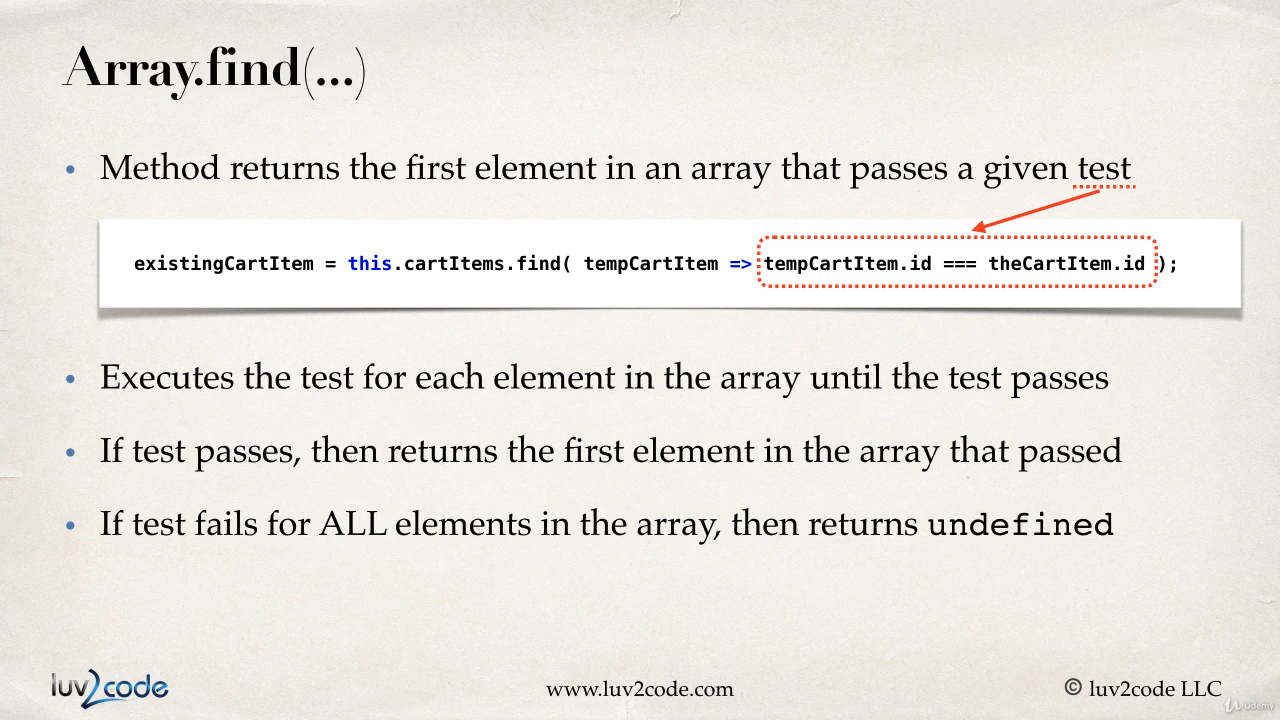 Array.find(...)
• Method returns the first element in an array that passes a given test
existingCartItem = this.cartItems.find( tempCartItem => tempCartItem.id === theCartItem.id );
• Executes the test for each element in the array until the test passes
• If test passes, then returns the first element in the array that passed
• If test fails for ALL elements in the array, then returns undefined
luv2code
www.luv2code.com
© luv2code LLC
Udemy